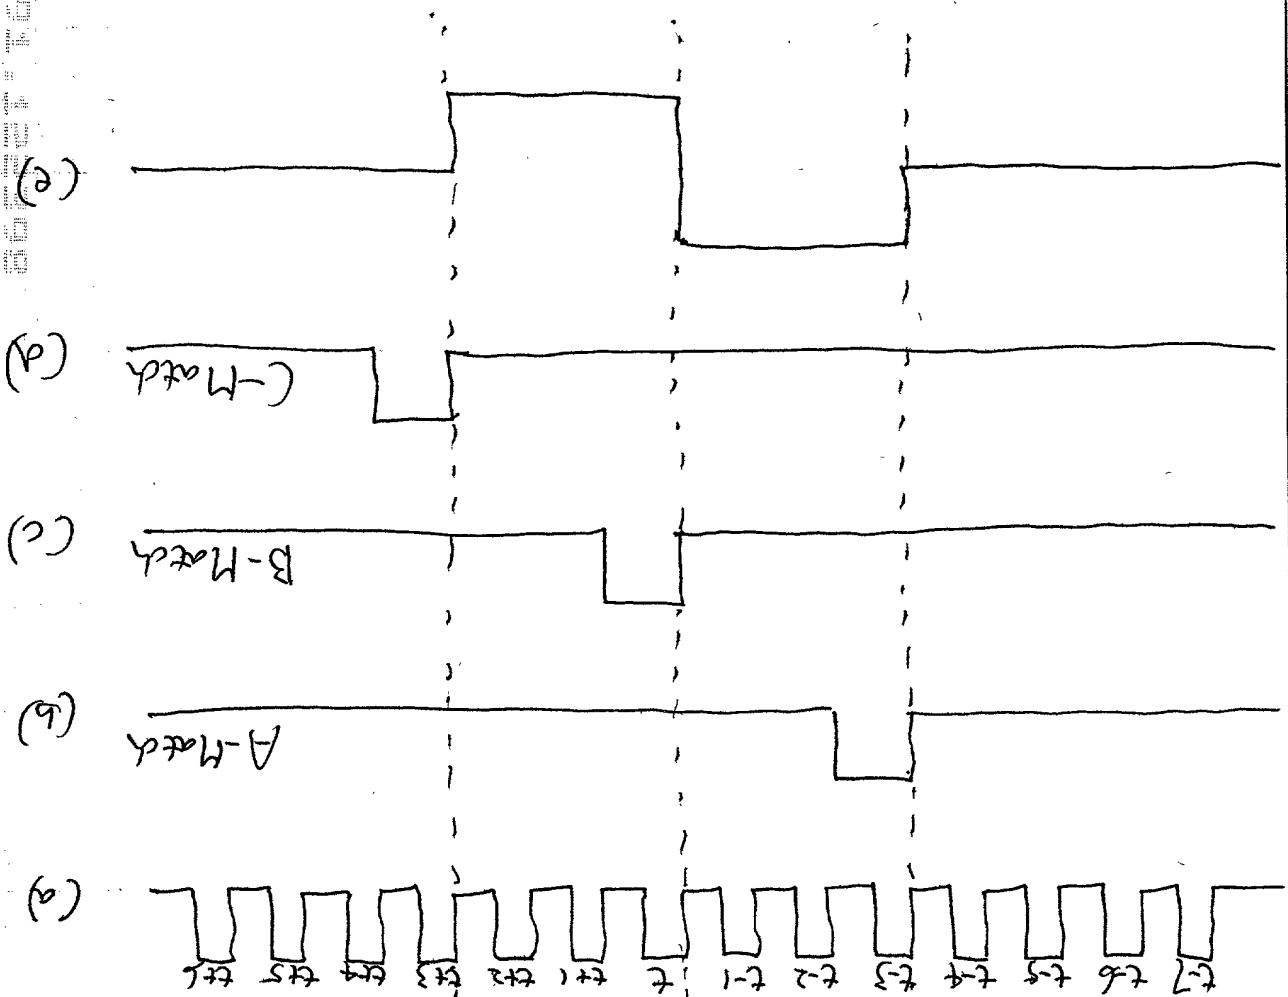 t-7 t-6 t-5 t-4 t-3 t-2 t-1 t t+1 t+2 t+3 t+4 t+5 t+6
(a)
A-Match (b)
B-Match (c)
C-Match (d)
(e)